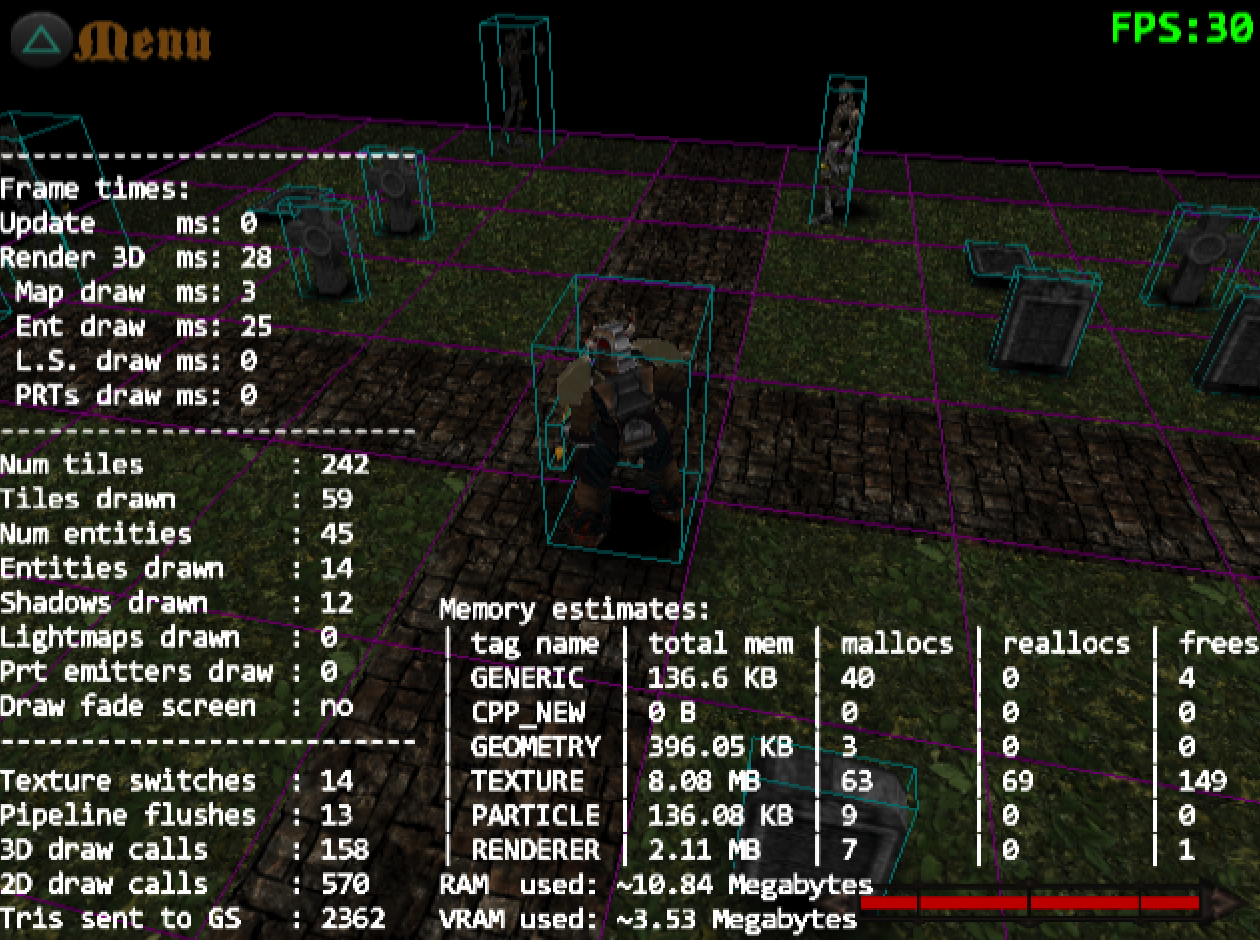 Menu
FPS:30
--------------------------
Frame times:
Update     ms: 0
Render 3D  ms: 28
Map draw  ms: 3
Ent draw  ms: 25
L.S. draw ms: 0
PRTs draw ms: 0
--------------------------
Num tiles         : 242
Tiles drawn       : 59
Num entities      : 45
Entities drawn    : 14
Shadows drawn     : 12
Lightmaps drawn   : 0
Prt emitters draw : 0
Draw fade screen  : no
--------------------------
Texture switches  : 14
Pipeline flushes  : 13
3D draw calls     : 158
2D draw calls     : 570
Tris sent to GS   : 2362
Memory estimates:
| tag name | total mem | mallocs | reallocs | frees
| GENERIC | 136.6 KB | 40 | 0 | 4
| CPP_NEW | 0 B | 0 | 0 | 0
| GEOMETRY | 396.05 KB | 3 | 0 | 0
| TEXTURE | 8.08 MB | 63 | 69 | 149
| PARTICLE | 136.08 KB | 9 | 0 | 0
| RENDERER | 2.11 MB | 7 | 0 | 1
RAM  used: ~10.84 Megabytes
VRAM used: ~3.53 Megabytes